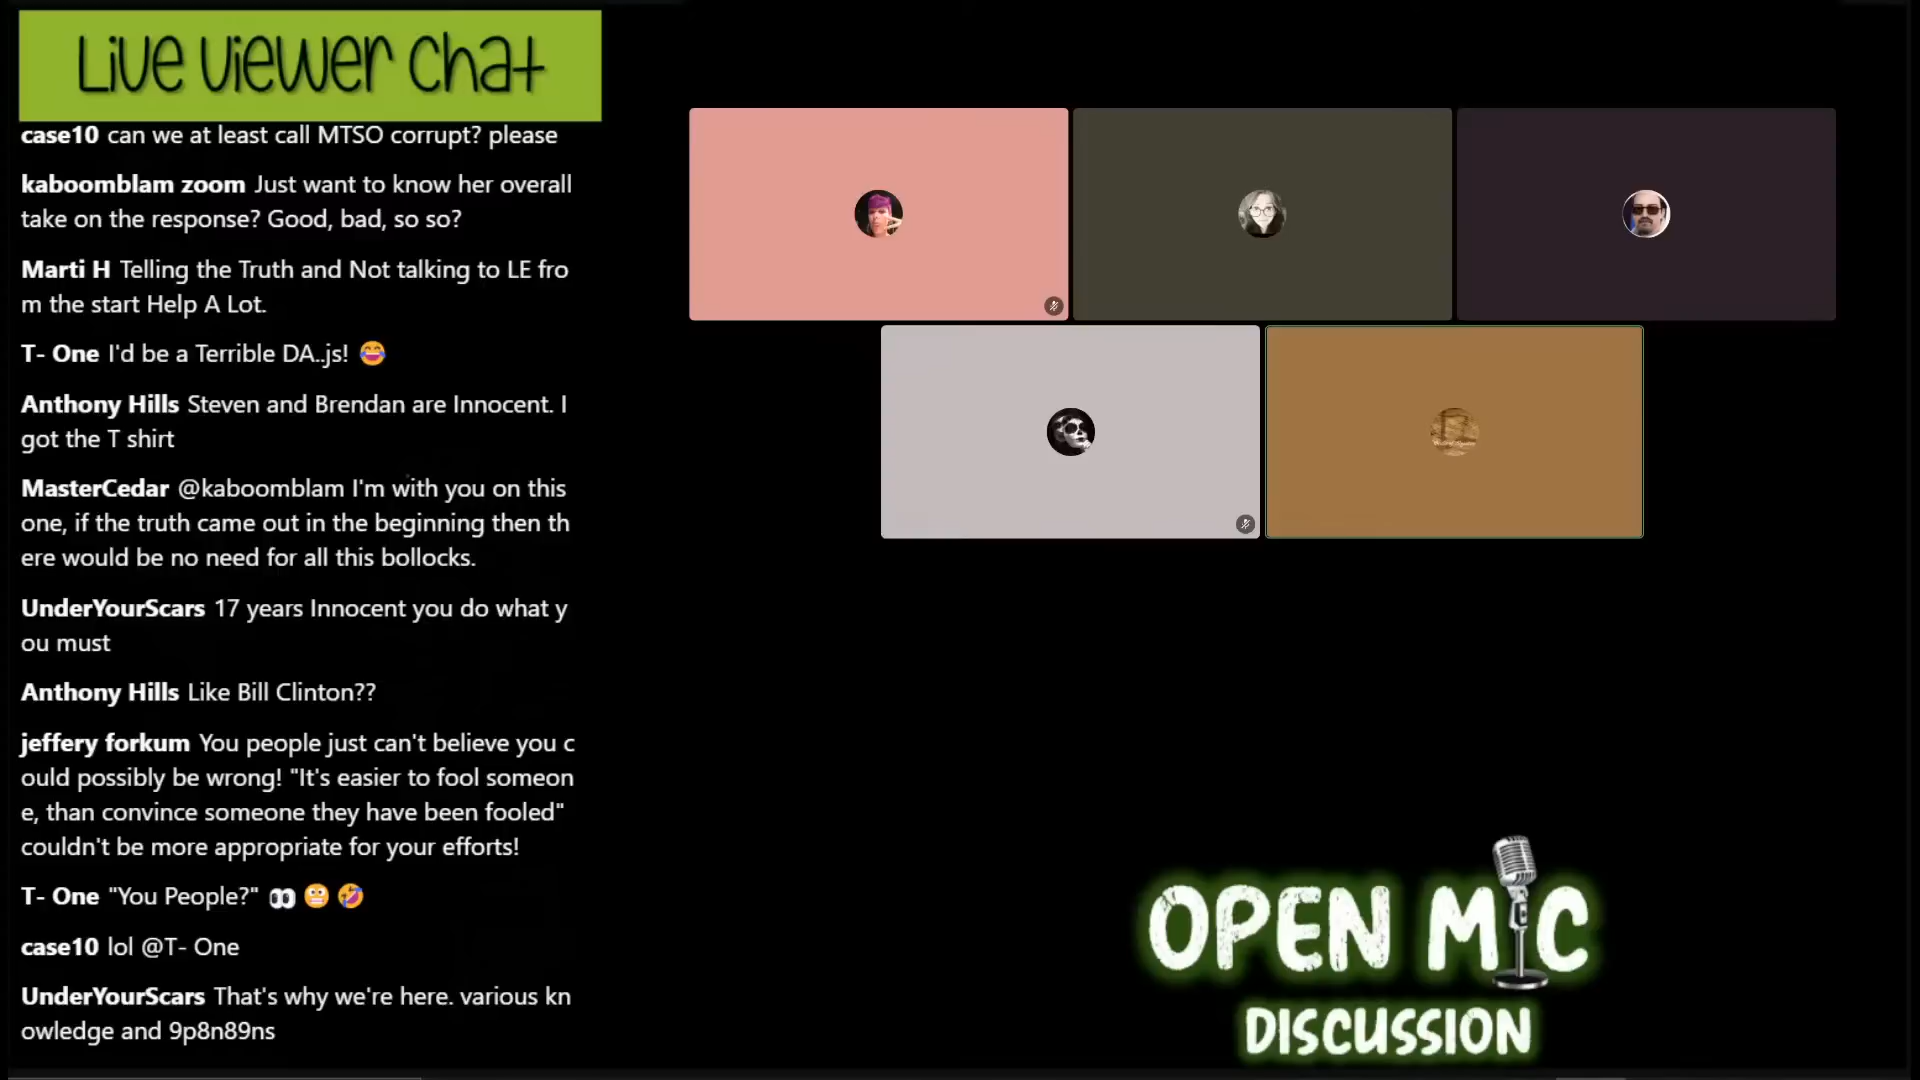 Live Viewer Chat
case10 can we at least call MTSO corrupt? please
kaboomblam zoom Just want to know her overall
take on the response? Good, bad, so so?
Marti H Telling the Truth and Not talking to LE fro
m the start Help A Lot.
T- One I'd be a Terrible DA..js! 😂
Anthony Hills Steven and Brendan are Innocent. I
got the T shirt
MasterCedar @kaboomblam I'm with you on this
one, if the truth came out in the beginning then th
ere would be no need for all this bollocks.
UnderYourScars 17 years Innocent you do what y
ou must
Anthony Hills Like Bill Clinton??
jeffery forkum You people just can't believe you c
ould possibly be wrong! "It's easier to fool someon
e, than convince someone they have been fooled"
couldn't be more appropriate for your efforts!
T- One "You People?" 👀 😬 🤣
case10 lol @T- One
UnderYourScars That's why we're here. various kn
owledge and 9p8n89ns
OPEN MIC
DISCUSSION